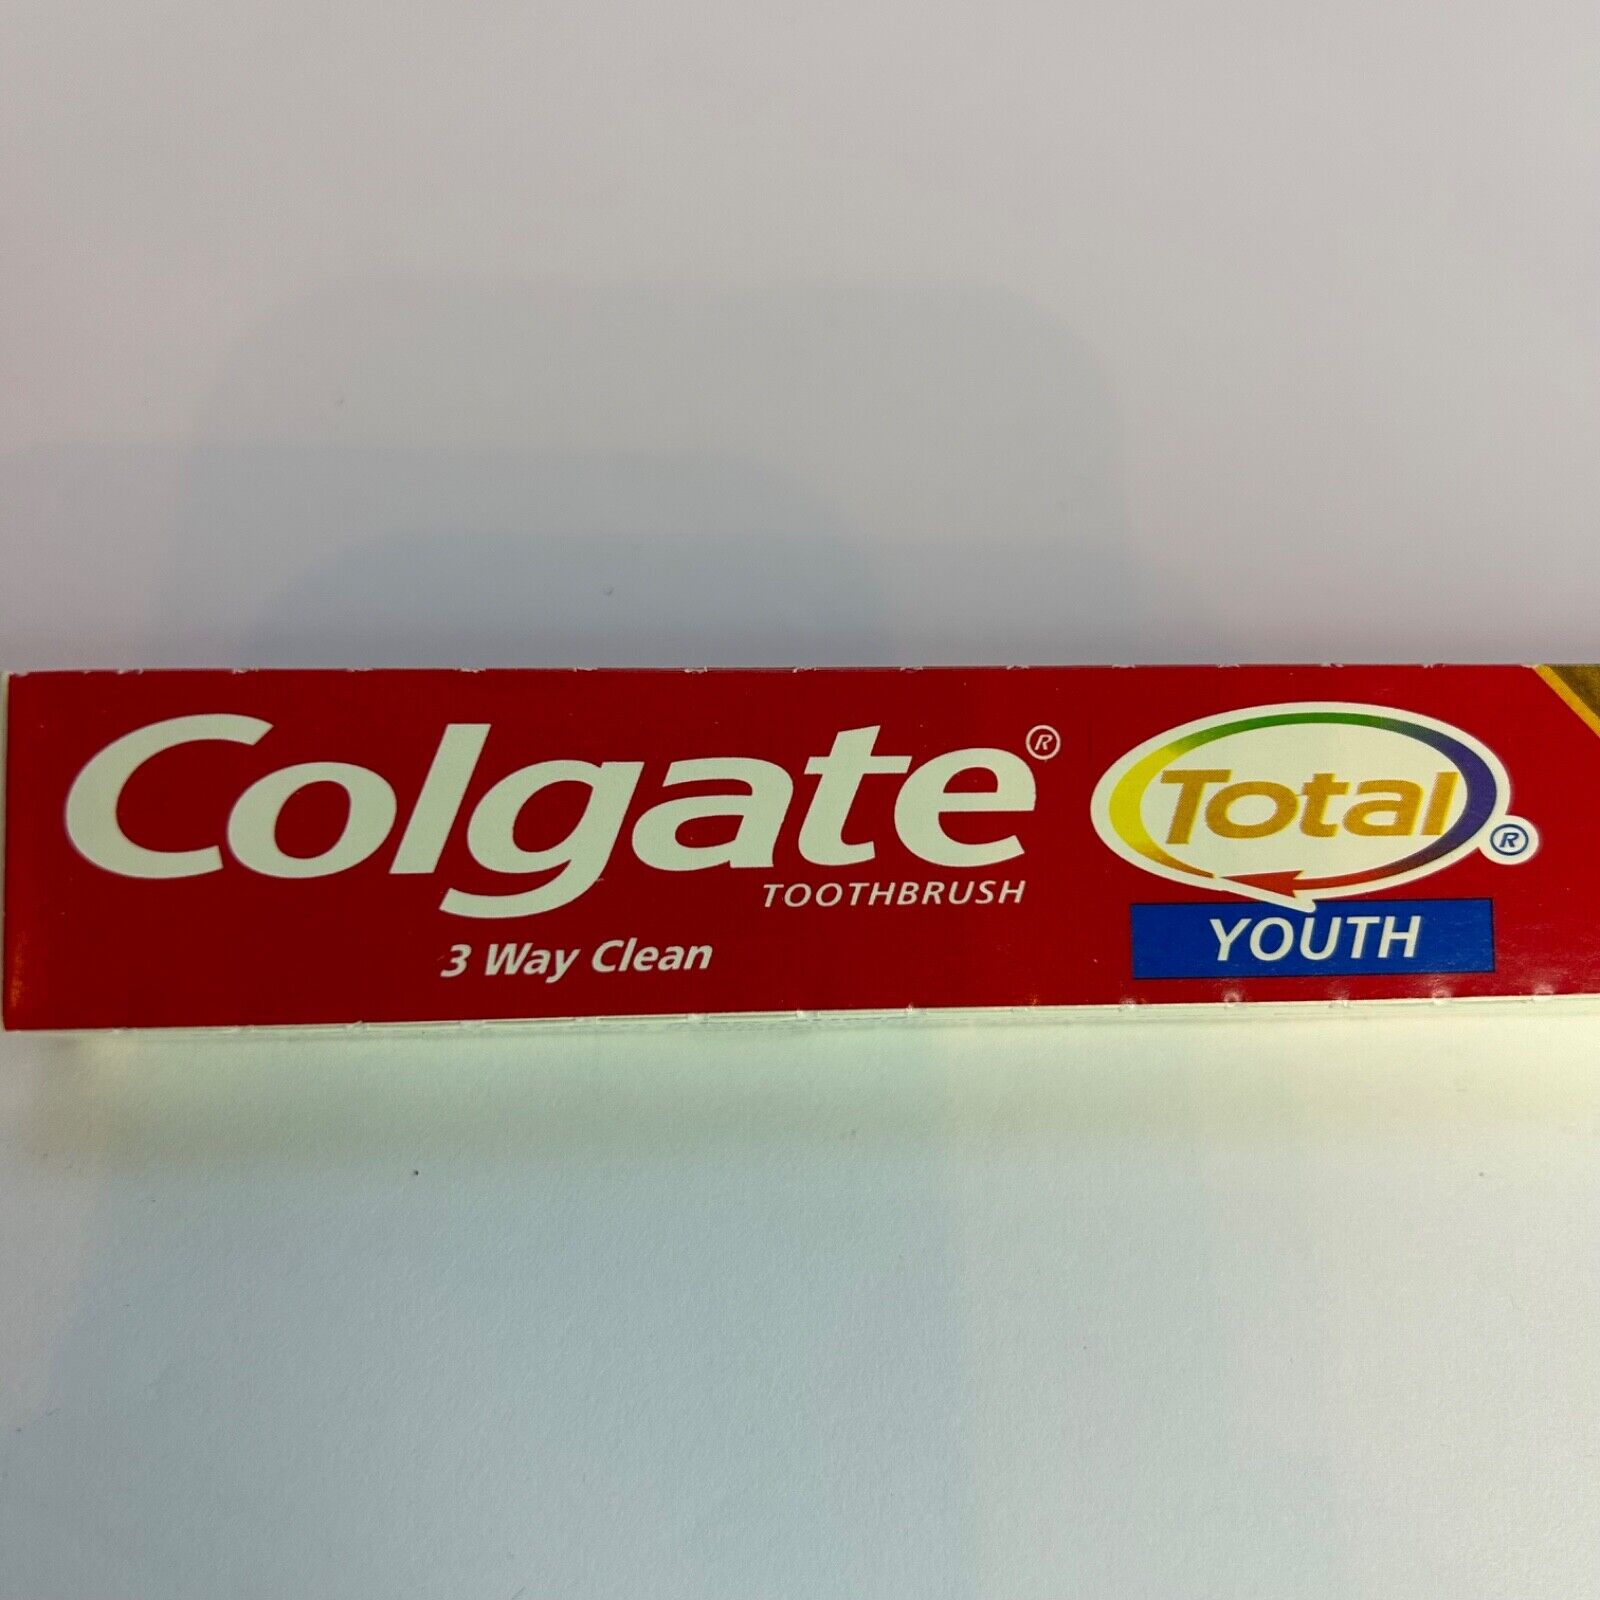 Colgate®
TOOTHBRUSH
3 Way Clean
Total®
YOUTH